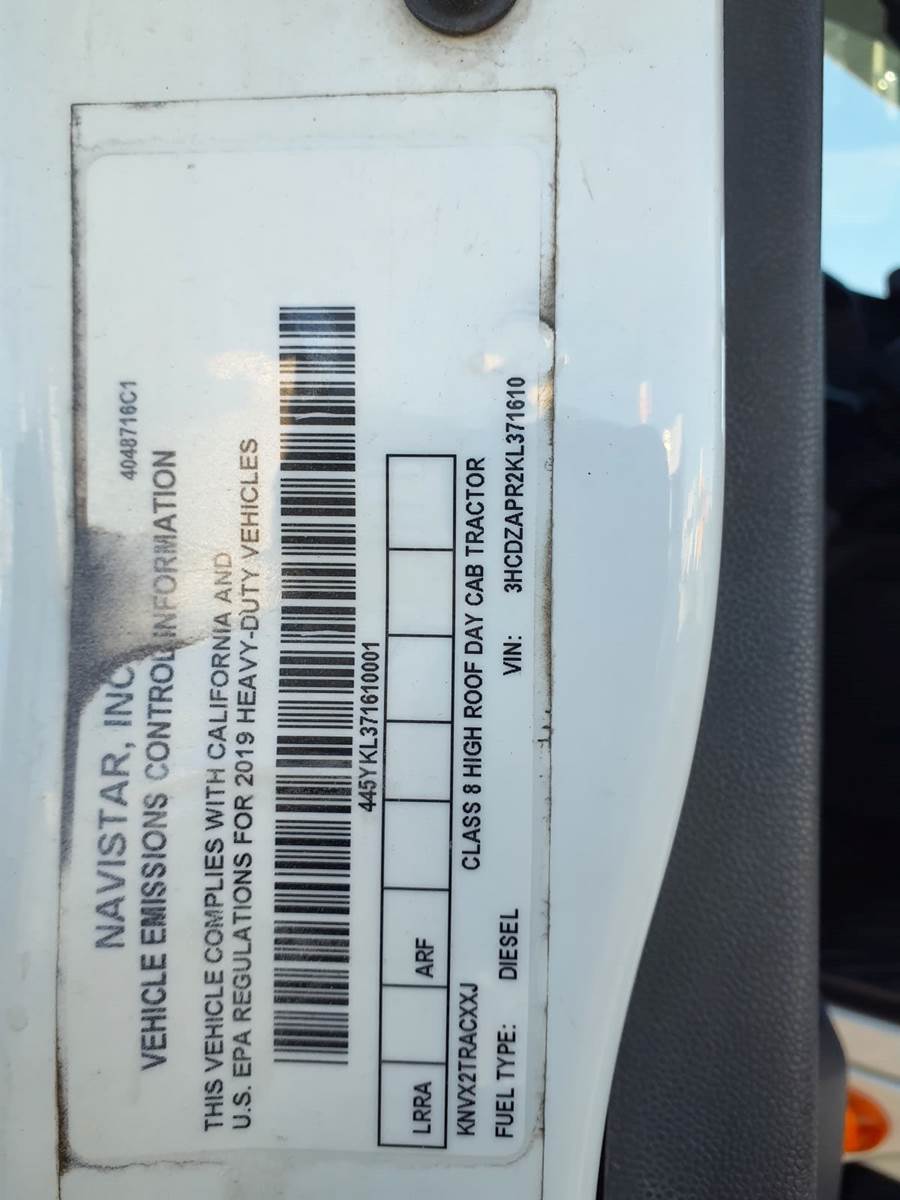 NAVISTAR, INC
4048716C1
VEHICLE EMISSIONS CONTROL INFORMATION
THIS VEHICLE COMPLIES WITH CALIFORNIA AND
U.S. EPA REGULATIONS FOR 2019 HEAVY-DUTY VEHICLES
445YKL371610001
LRRA ARF
KNVX2TRACXXJ CLASS 8 HIGH ROOF DAY CAB TRACTOR
FUEL TYPE: DIESEL VIN: 3HCDZAPR2KL371610